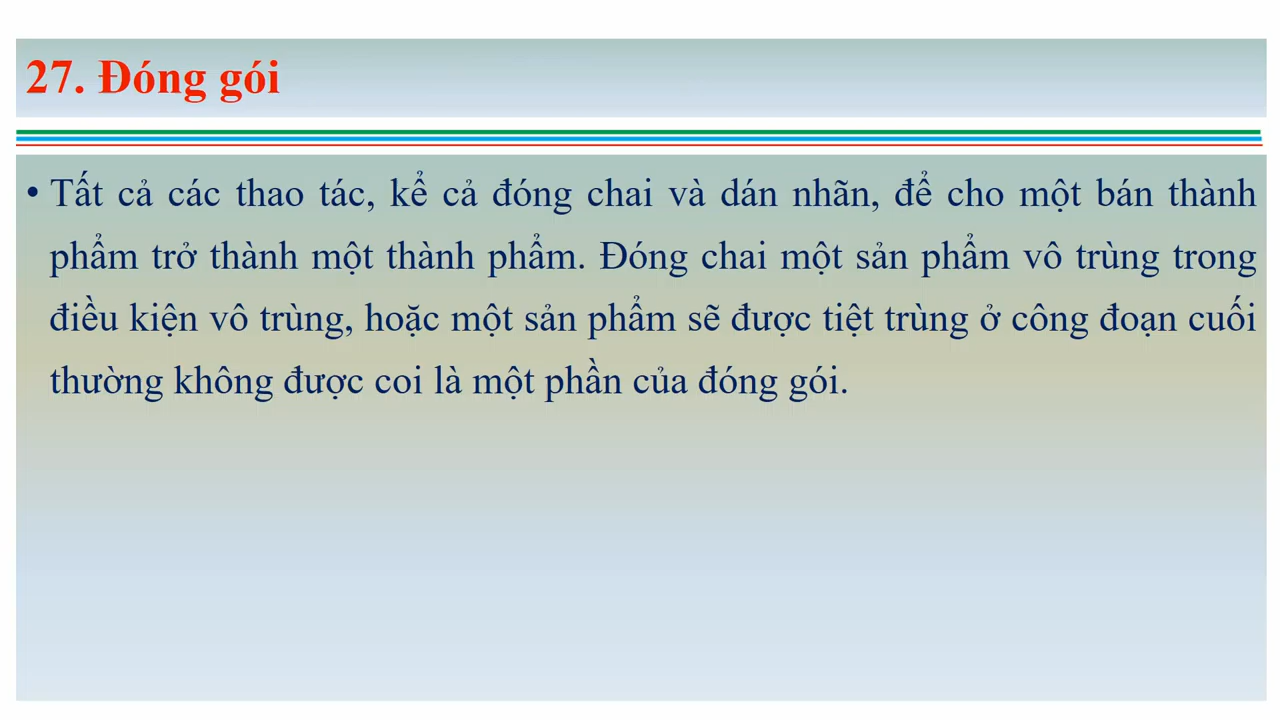 27. Đóng gói
• Tất cả các thao tác, kể cả đóng chai và dán nhãn, để cho một bán thành
phẩm trở thành một thành phẩm. Đóng chai một sản phẩm vô trùng trong
điều kiện vô trùng, hoặc một sản phẩm sẽ được tiệt trùng ở công đoạn cuối
thường không được coi là một phần của đóng gói.